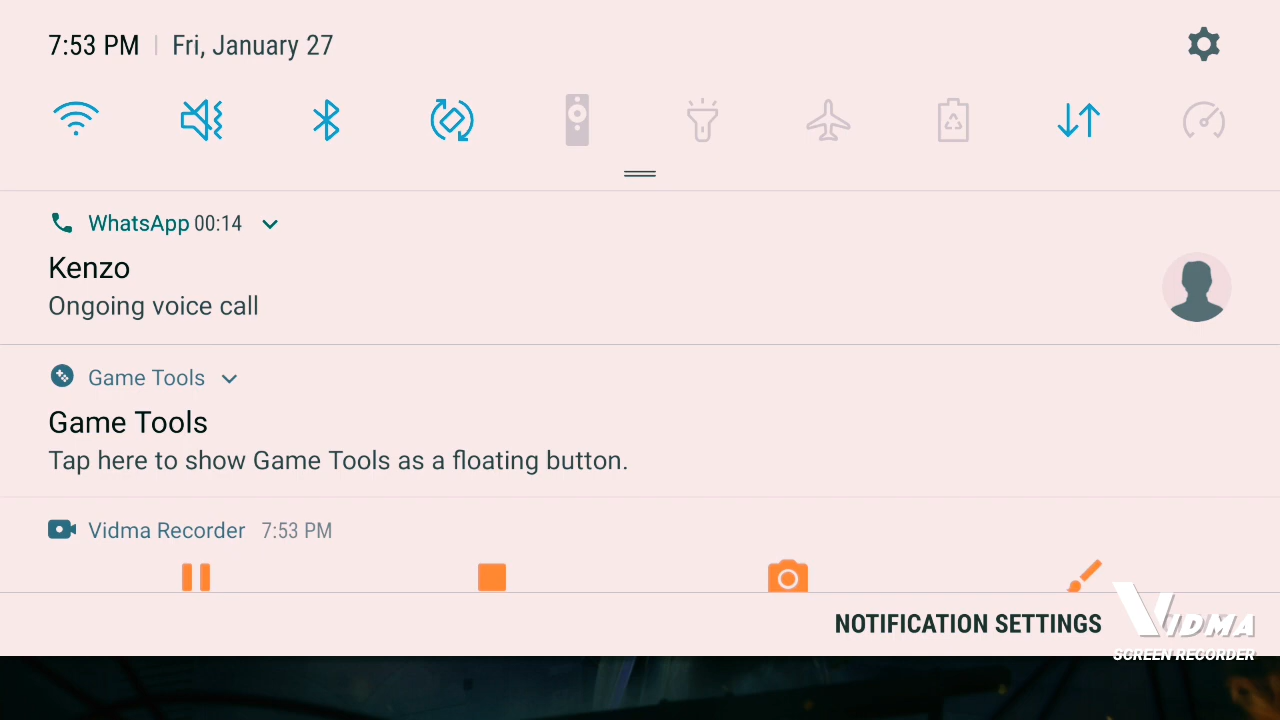 7:53 PM | Fri, January 27
WhatsApp 00:14
Kenzo
Ongoing voice call
Game Tools
Game Tools
Tap here to show Game Tools as a floating button.
Vidma Recorder 7:53 PM
NOTIFICATION SETTINGS
VIDMA
SCREEN RECORDER